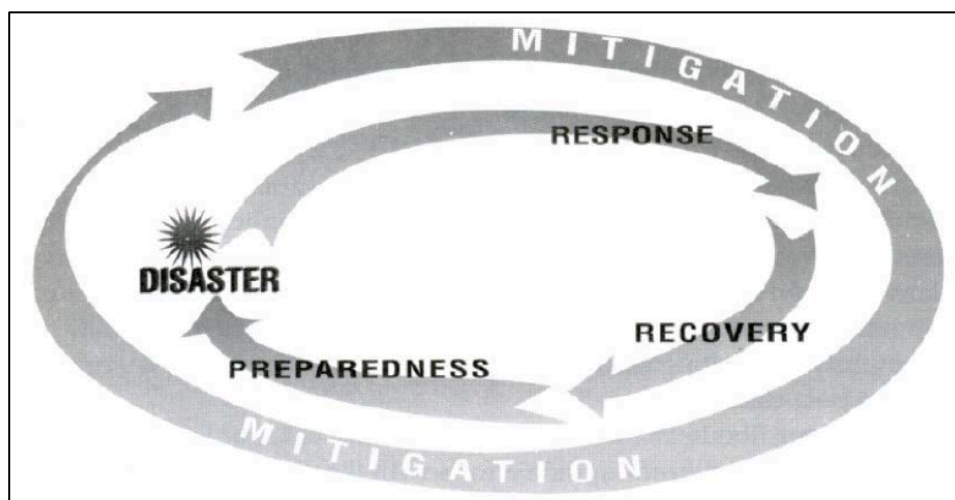 MITIGATION
RESPONSE
DISASTER
RECOVERY
PREPAREDNESS
MITIGATION